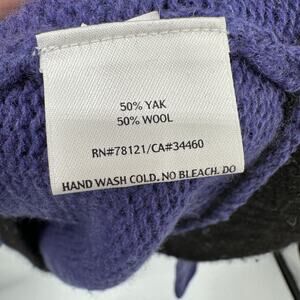 50% YAK
50% WOOL
RN#78121/CA#34460
HAND WASH COLD. NO BLEACH. DO